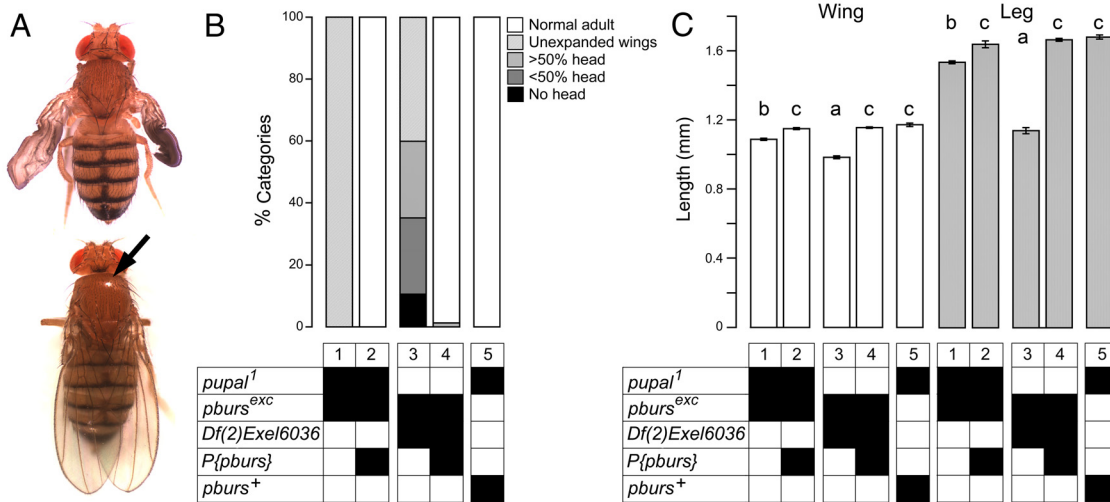 A
B
100
80
60
40
20
0
% Categories
Normal adult
Unexpanded wings
>50% head
<50% head
No head
1 2 3 4 5
pupal¹
pbursᵉˣᶜ
Df(2)Exel6036
P{pburs}
pburs⁺
C
Wing Leg
1.6
1.2
1.0
0.4
0
Length (mm)
b c a c c b c a c c
1 2 3 4 5 1 2 3 4 5
pupal¹
pbursᵉˣᶜ
Df(2)Exel6036
P{pburs}
pburs⁺